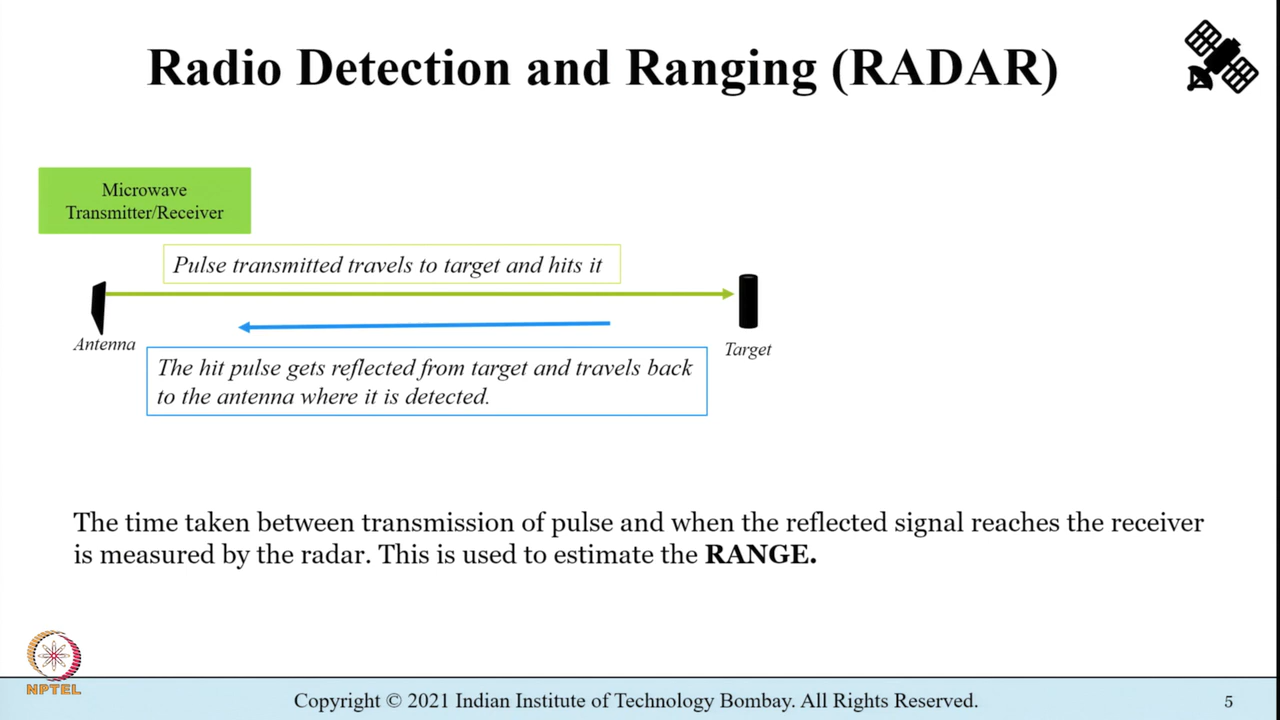 Radio Detection and Ranging (RADAR)
Microwave
Transmitter/Receiver
Pulse transmitted travels to target and hits it
Antenna
Target
The hit pulse gets reflected from target and travels back
to the antenna where it is detected.
The time taken between transmission of pulse and when the reflected signal reaches the receiver
is measured by the radar. This is used to estimate the RANGE.
NPTEL
Copyright © 2021 Indian Institute of Technology Bombay. All Rights Reserved.
5